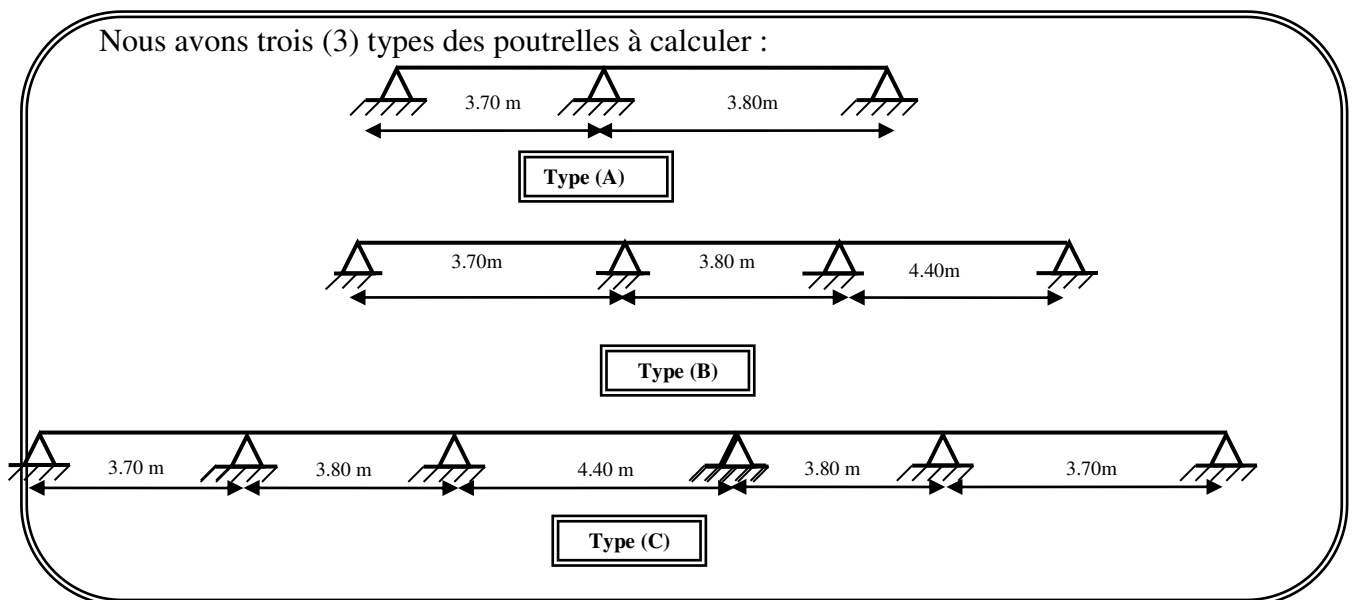 Nous avons trois (3) types des poutrelles à calculer :
3.70 m 3.80m
Type (A)
3.70m 3.80 m 4.40m
Type (B)
3.70 m 3.80 m 4.40 m 3.80 m 3.70m
Type (C)